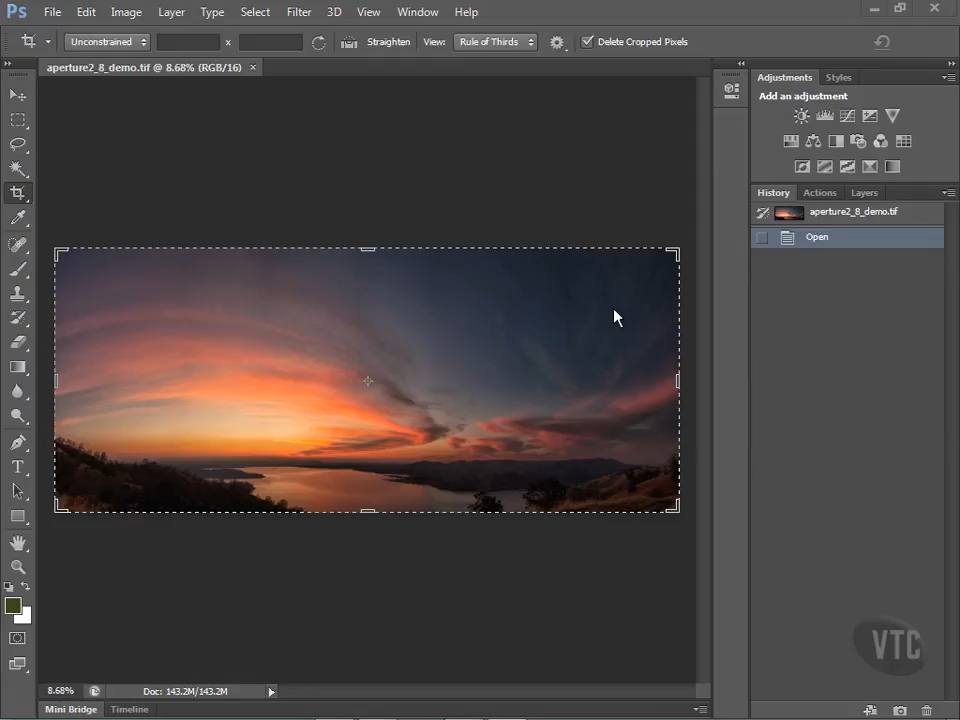 Ps File Edit Image Layer Type Select Filter 3D View Window Help
Unconstrained x Straighten View: Rule of Thirds Delete Cropped Pixels
aperture2_8_demo.tif @ 8.68% (RGB/16) ×
Adjustments Styles
Add an adjustment
History Actions Layers
aperture2_8_demo.tif
Open
T
VTC
8.68% Doc: 143.2M/143.2M
Mini Bridge Timeline